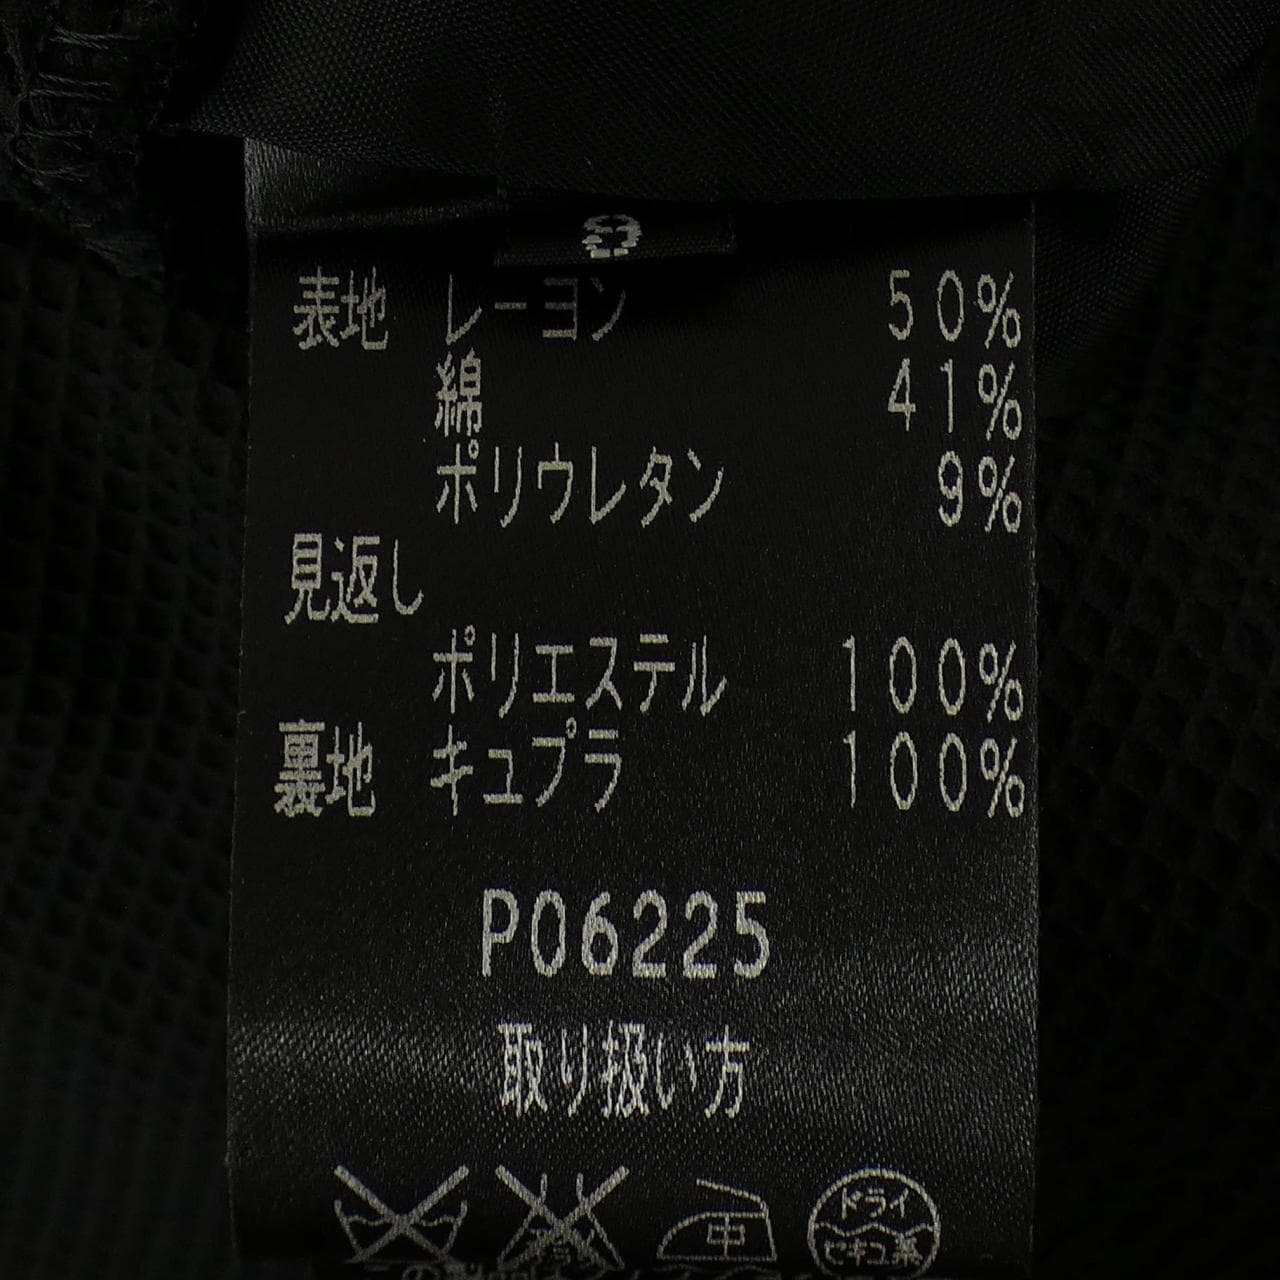 9
表地 レーヨン 50%
綿 41%
ポリウレタン 9%
見返し
ポリエステル 100%
裏地 キュプラ 100%
P06225
取り扱い方
中 ドライ
セキユ系